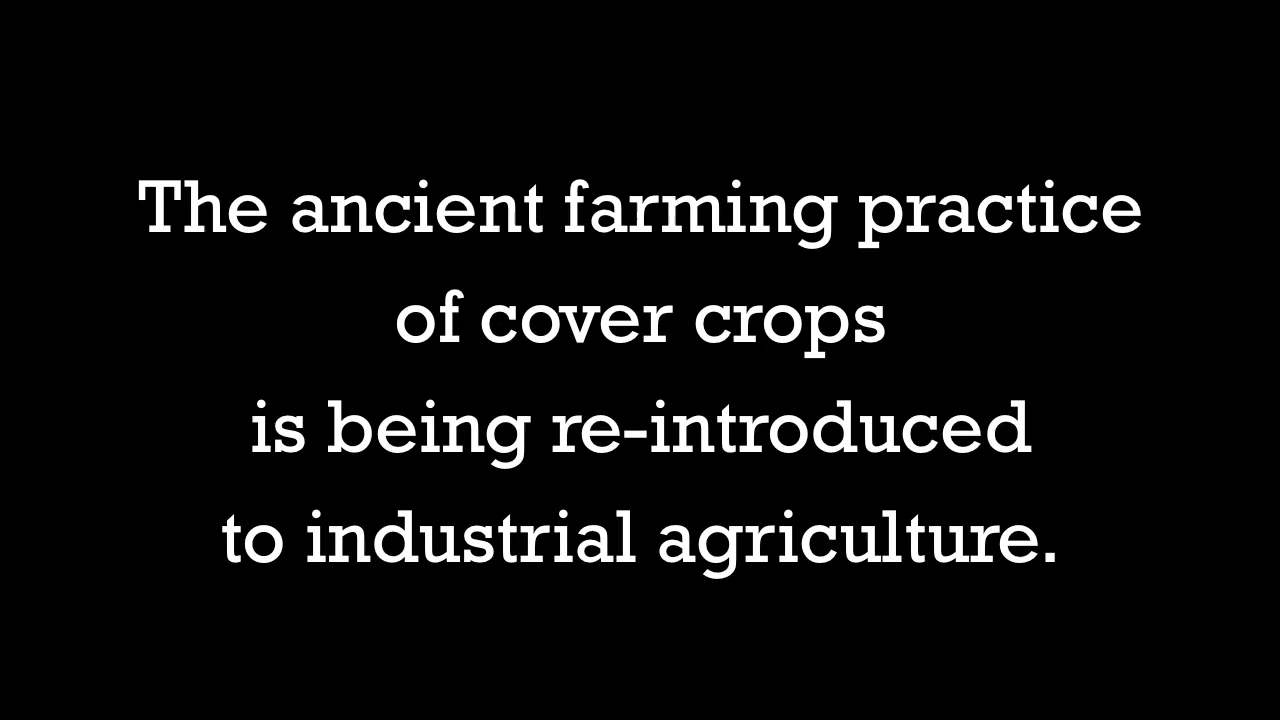 The ancient farming practice
of cover crops
is being re-introduced
to industrial agriculture.